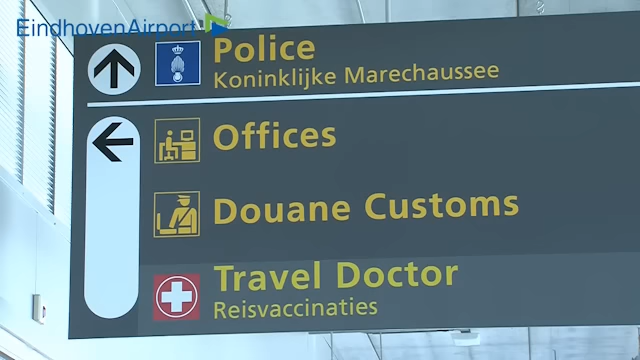 EindhovenAirport
Police
Koninklijke Marechaussee
Offices
Douane Customs
Travel Doctor
Reisvaccinaties